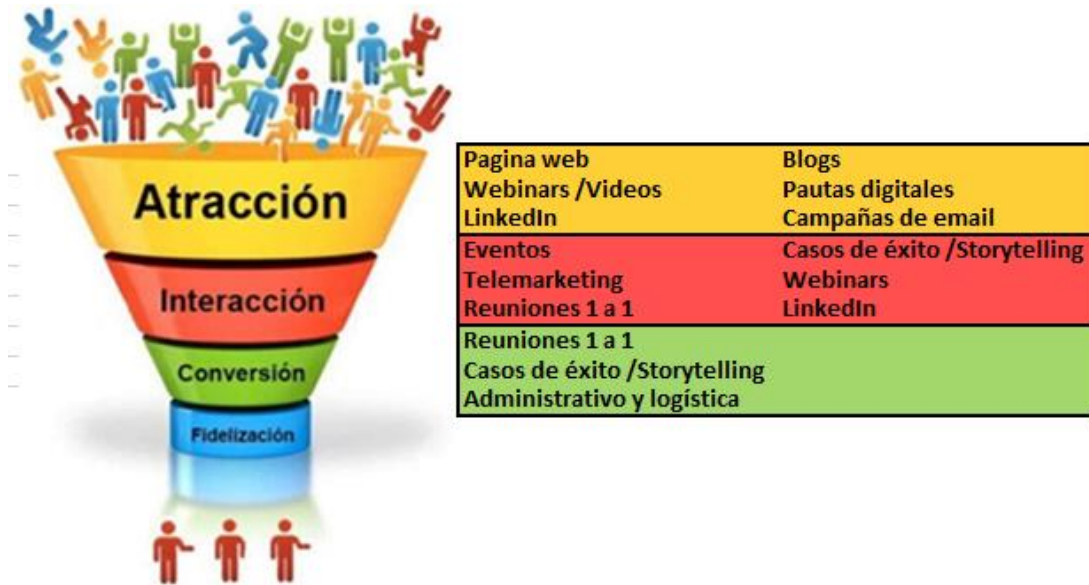 Atracción
Interacción
Conversión
Fidelización
Pagina web Blogs
Webinars /Videos Pautas digitales
LinkedIn Campañas de email
Eventos Casos de éxito /Storytelling
Telemarketing Webinars
Reuniones 1 a 1 LinkedIn
Reuniones 1 a 1
Casos de éxito /Storytelling
Administrativo y logística